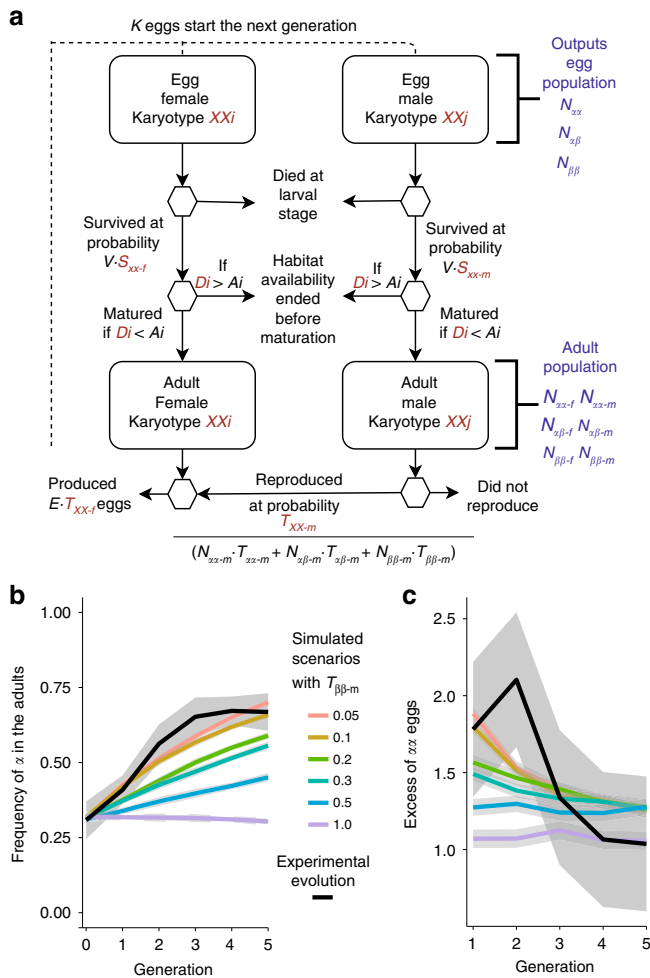 a
K eggs start the next generation
Egg
female
Karyotype XXi
Egg
male
Karyotype XXj
Outputs
egg
population
Nαα
Nαβ
Nββ
Died at
larval
stage
Survived at
probability
V·Sxx-f
Survived at
probability
V·Sxx-m
If
Di > Ai
Habitat
availability
ended
before
maturation
If
Di > Ai
Matured
if Di < Ai
Matured
if Di < Ai
Adult
Female
Karyotype XXi
Adult
male
Karyotype XXj
Adult
population
Nαα-f Nαα-m
Nαβ-f Nαβ-m
Nββ-f Nββ-m
Produced
E·TXX-f eggs
Reproduced
at probability
TXX-m
(Nαα-m·Tαα-m + Nαβ-m·Tαβ-m + Nββ-m·Tββ-m)
Did not
reproduce
b
Frequency of α in the adults
1.00
0.75
0.50
0.25
0.00
0 1 2 3 4 5
Generation
Simulated
scenarios
with Tββ-m
0.05
0.1
0.2
0.3
0.5
1.0
Experimental
evolution
c
Excess of αα eggs
2.5
2.0
1.5
1.0
1 2 3 4 5
Generation